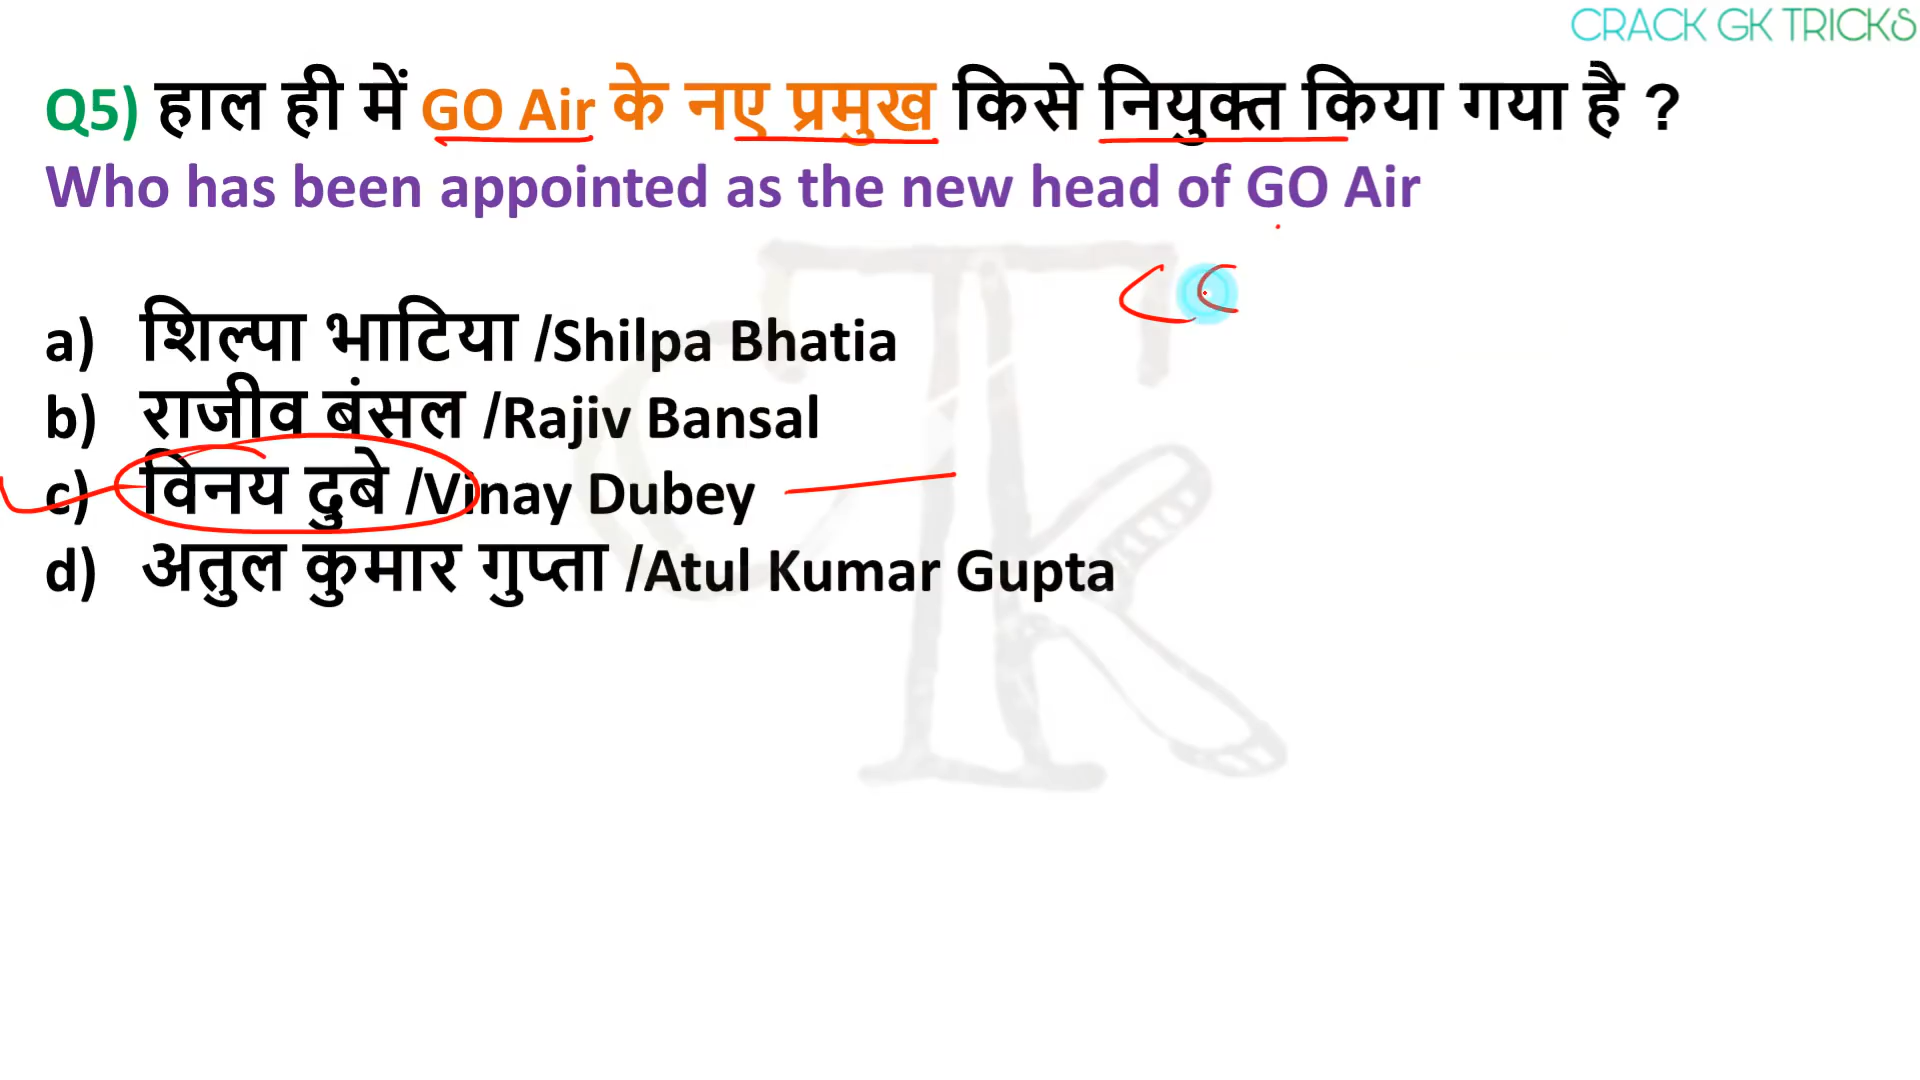 CRACK GK TRICKS
Q5) हाल ही में GO Air के नए प्रमुख किसे नियुक्त किया गया है ?
Who has been appointed as the new head of GO Air
a) शिल्पा भाटिया /Shilpa Bhatia
b) राजीव बंसल /Rajiv Bansal
c) विनय दुबे /Vinay Dubey
d) अतुल कुमार गुप्ता /Atul Kumar Gupta